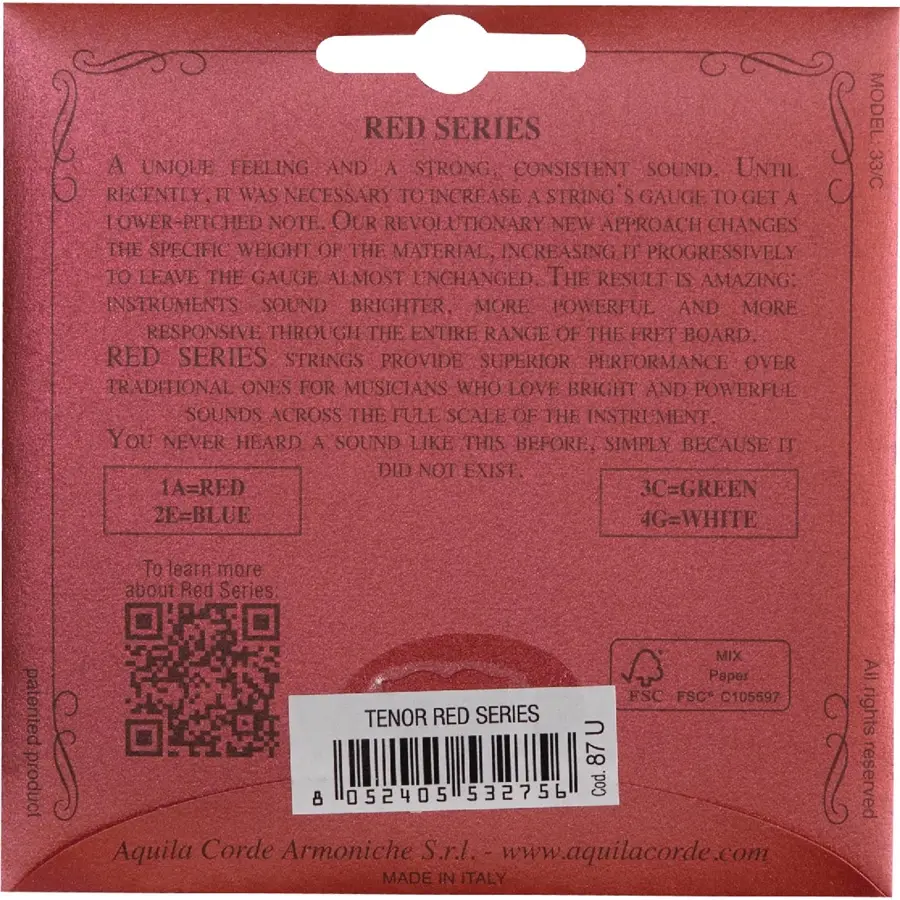 RED SERIES
A UNIQUE FEELING AND A STRONG, CONSISTENT SOUND. UNTIL
RECENTLY, IT WAS NECESSARY TO INCREASE A STRING'S GAUGE TO GET A
LOWER-PITCHED NOTE. OUR REVOLUTIONARY NEW APPROACH CHANGES
THE SPECIFIC WEIGHT OF THE MATERIAL, INCREASING IT PROGRESSIVELY
TO LEAVE THE GAUGE ALMOST UNCHANGED. THE RESULT IS AMAZING:
INSTRUMENTS SOUND BRIGHTER, MORE POWERFUL AND MORE
RESPONSIVE THROUGH THE ENTIRE RANGE OF THE FRET BOARD.
RED SERIES STRINGS PROVIDE SUPERIOR PERFORMANCE OVER
TRADITIONAL ONES FOR MUSICIANS WHO LOVE BRIGHT AND POWERFUL
SOUNDS ACROSS THE FULL SCALE OF THE INSTRUMENT.
YOU NEVER HEARD A SOUND LIKE THIS BEFORE, SIMPLY BECAUSE IT
DID NOT EXIST.
1A=RED
2E=BLUE
3C=GREEN
4G=WHITE
To learn more
about Red Series:
FSC
MIX
Paper
FSC® C105597
TENOR RED SERIES
8 052405 532756
Cod. 87 U
MODEL: 33/C
patented product
All rights reserved
Aquila Corde Armoniche S.r.l. - www.aquilacorde.com
MADE IN ITALY